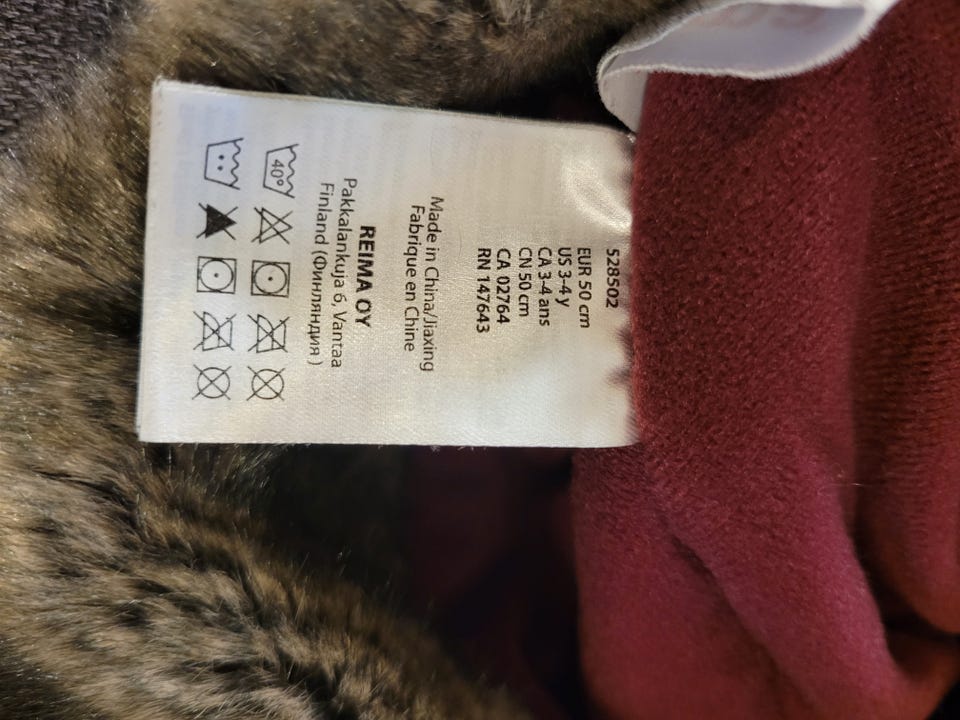 528502
EUR 50 cm
US 3-4 y
CA 3-4 ans
CN 50 cm
CA 02764
RN 147643
Made in China/Jiaxing
Fabrique en Chine
REIMA OY
Pakkalankuja 6, Vantaa
Finland (Финляндия )
40°